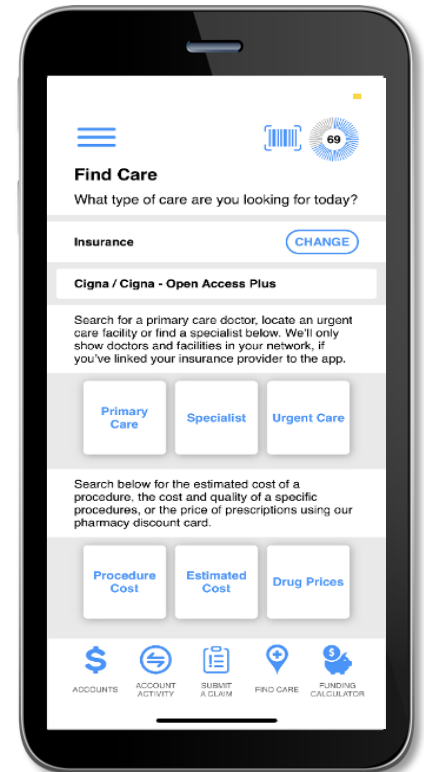 69
Find Care
What type of care are you looking for today?
Insurance
CHANGE
Cigna / Cigna - Open Access Plus
Search for a primary care doctor, locate an urgent
care facility or find a specialist below. We'll only
show doctors and facilities in your network, if
you've linked your insurance provider to the app.
Primary
Care
Specialist
Urgent Care
Search below for the estimated cost of a
procedure, the cost and quality of a specific
procedures, or the price of prescriptions using our
pharmacy discount card.
Procedure
Cost
Estimated
Cost
Drug Prices
ACCOUNTS
ACCOUNT
ACTIVITY
SUBMIT
A CLAIM
FIND CARE
FUNDING
CALCULATOR